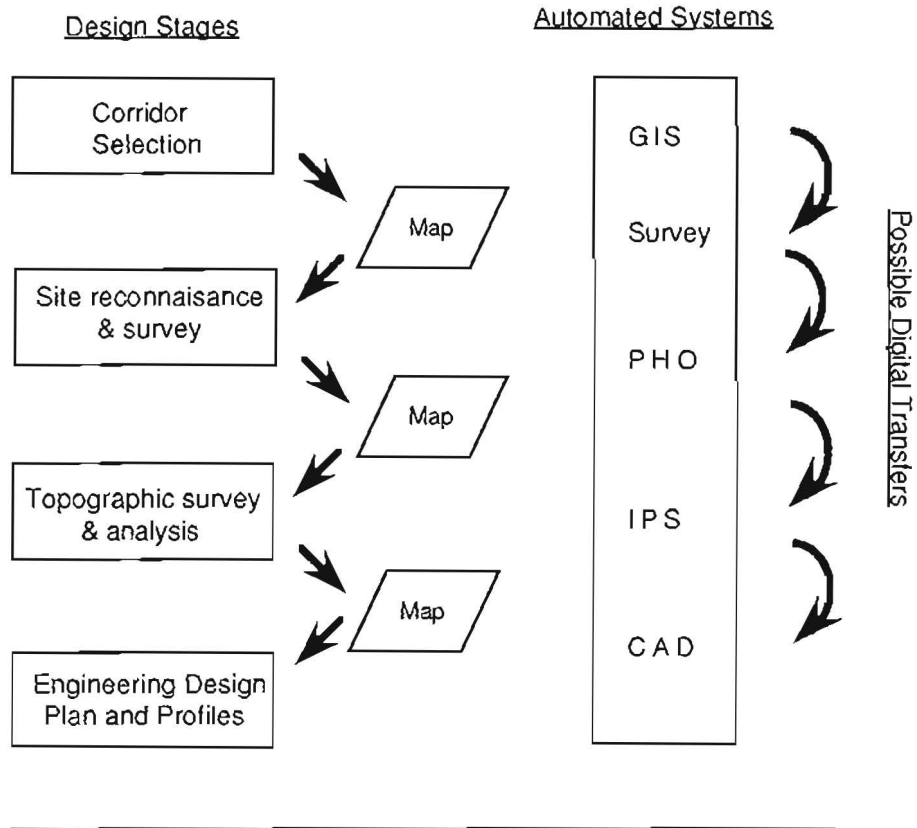 Design Stages
Automated Systems
Corridor
Selection
Map
Site reconnaisance
& survey
Map
Topographic survey
& analysis
Map
Engineering Design
Plan and Profiles
GIS
Survey
PHO
IPS
CAD
Possible Digital Transfers